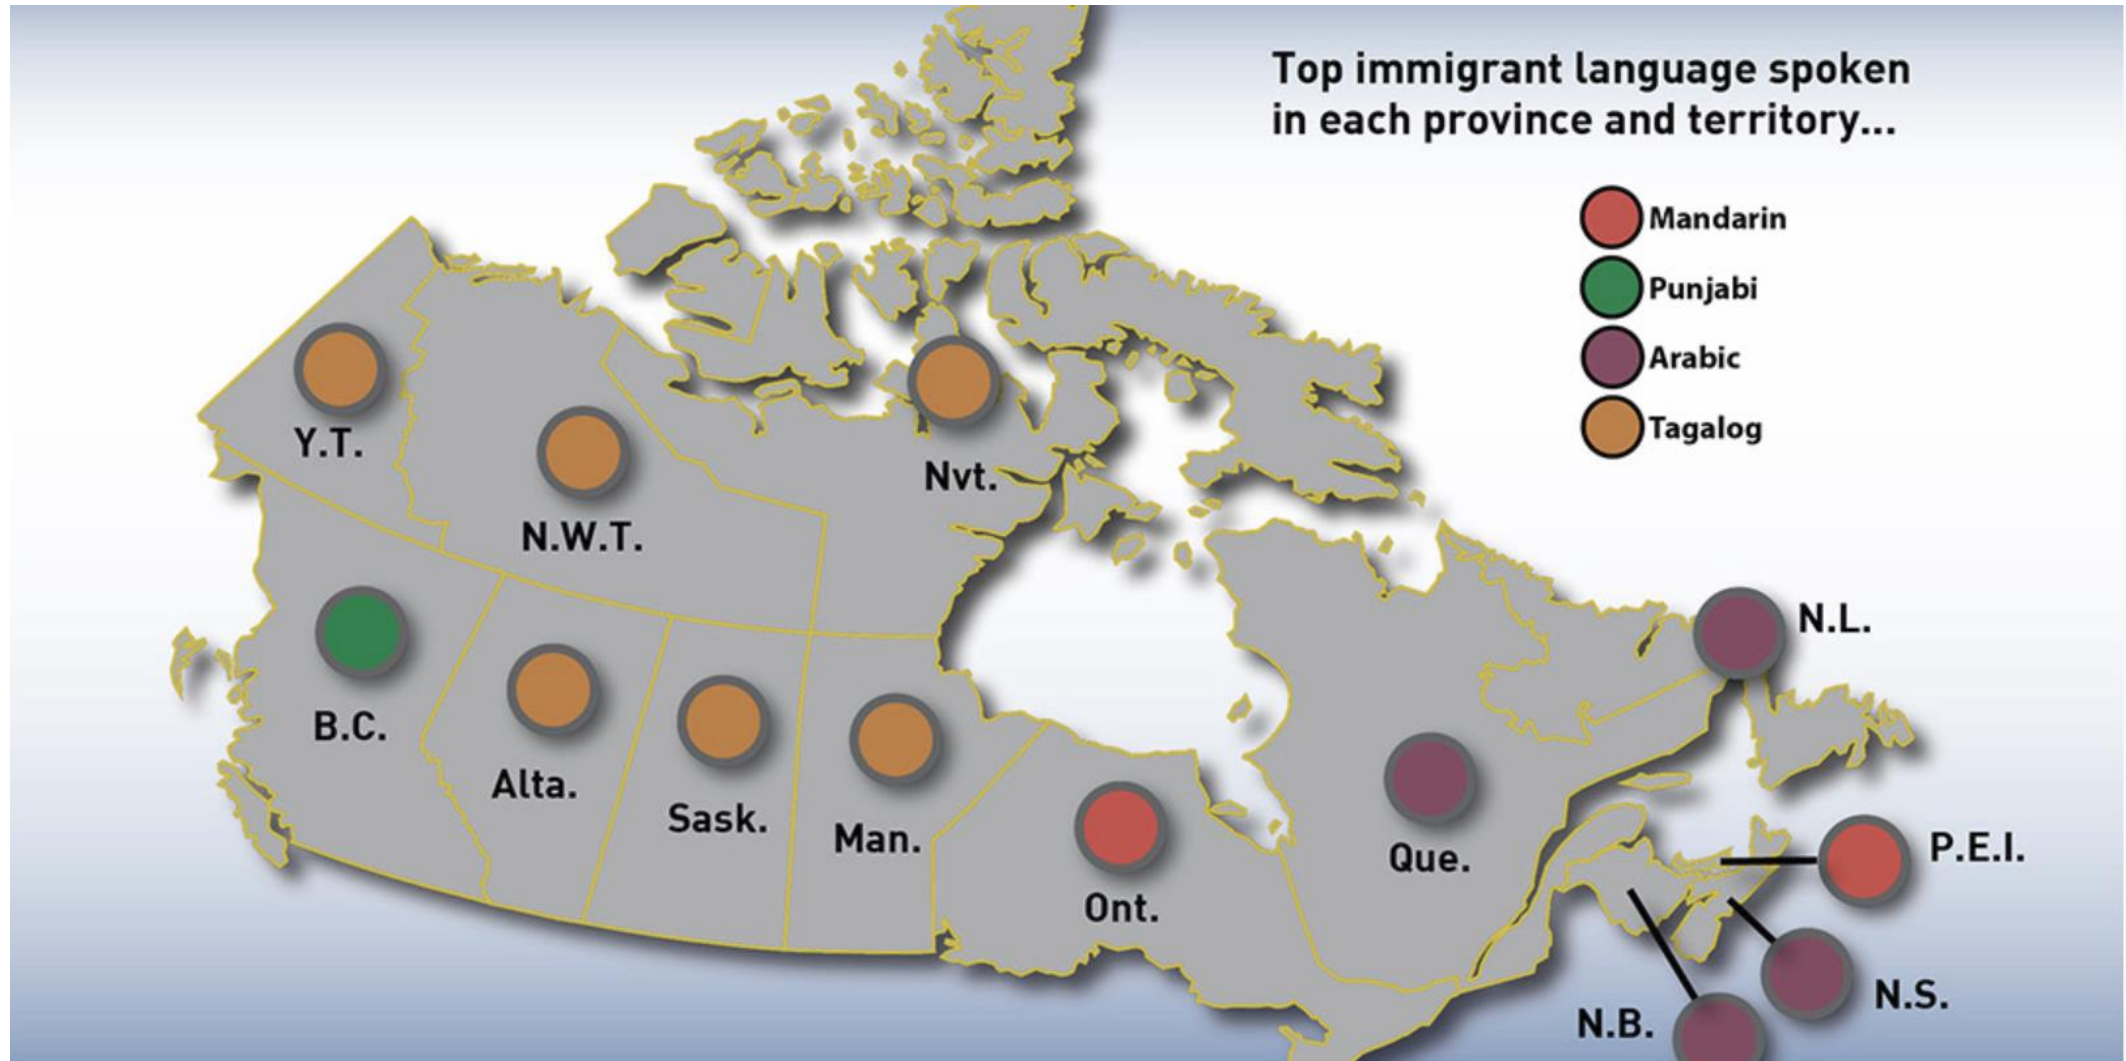 Top immigrant language spoken
in each province and territory...
Mandarin
Punjabi
Arabic
Tagalog
Y.T.
N.W.T.
Nvt.
B.C.
Alta.
Sask.
Man.
Ont.
Que.
N.L.
P.E.I.
N.S.
N.B.